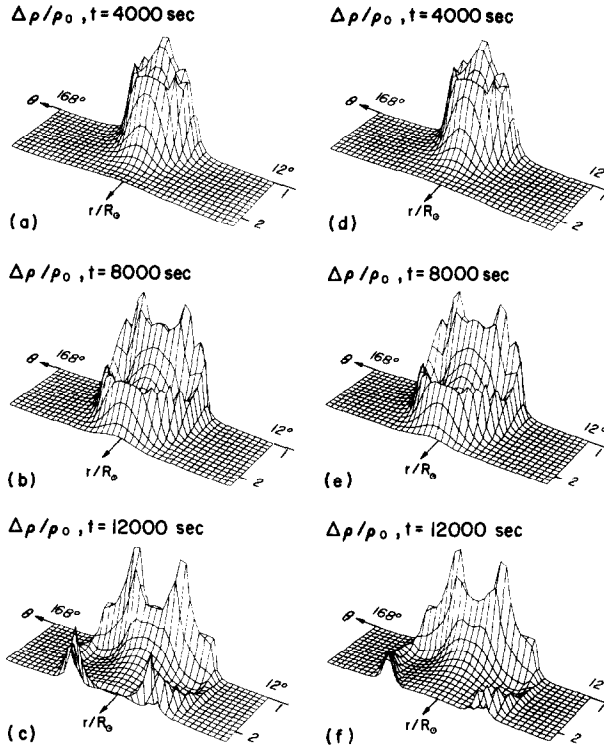 Δρ/ρ₀, t=4000 sec
θ 168°
12°
1
2
r/R⊙
(a)
Δρ/ρ₀, t=4000 sec
θ 168°
12°
1
2
r/R⊙
(d)
Δρ/ρ₀, t=8000 sec
θ 168°
12°
1
2
r/R⊙
(b)
Δρ/ρ₀, t=8000 sec
θ 168°
12°
1
2
r/R⊙
(e)
Δρ/ρ₀, t=12000 sec
θ 168°
12°
1
2
r/R⊙
(c)
Δρ/ρ₀, t=12000 sec
θ 168°
12°
1
2
r/R⊙
(f)